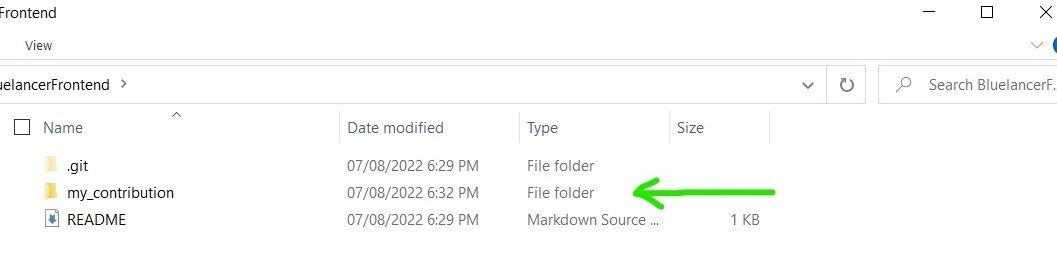 Frontend
View
uelancerFrontend
Search BluelancerF...
Name Date modified Type Size
.git 07/08/2022 6:29 PM File folder
my_contribution 07/08/2022 6:32 PM File folder
README 07/08/2022 6:29 PM Markdown Source ... 1 KB